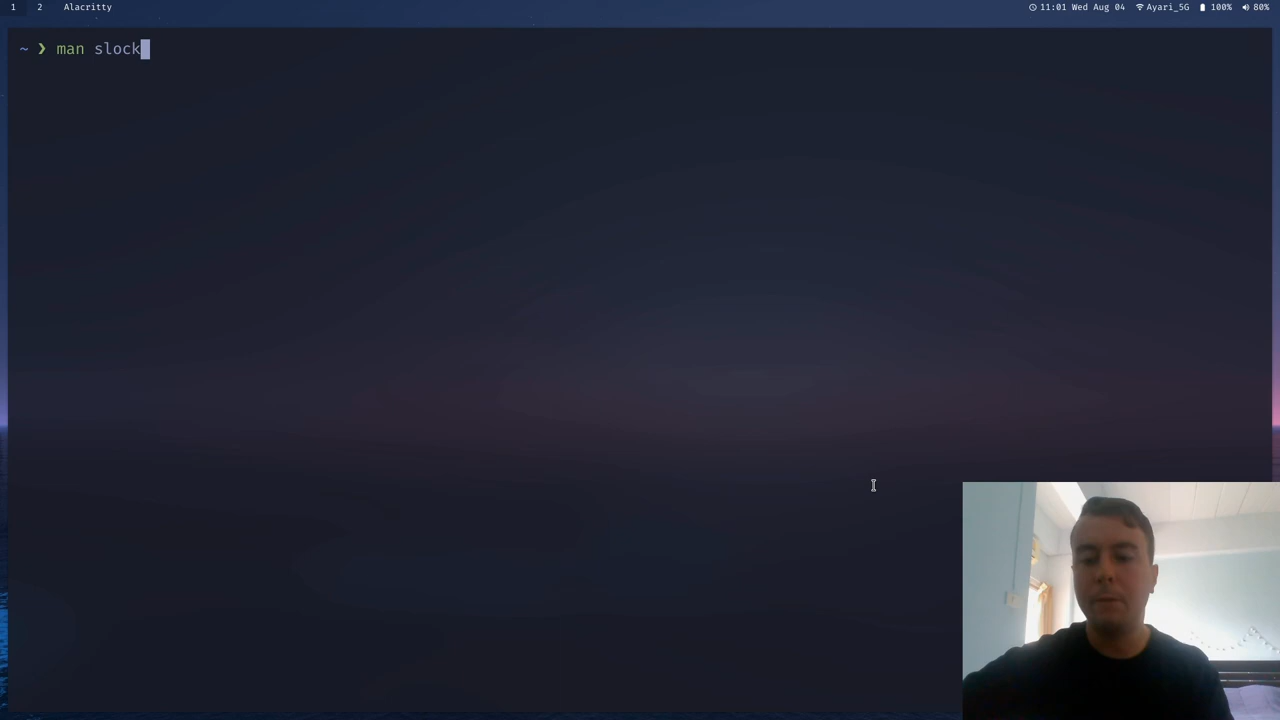 1 2 Alacritty 11:01 Wed Aug 04 Ayari_5G 100% 80%
~ ❯ man slock